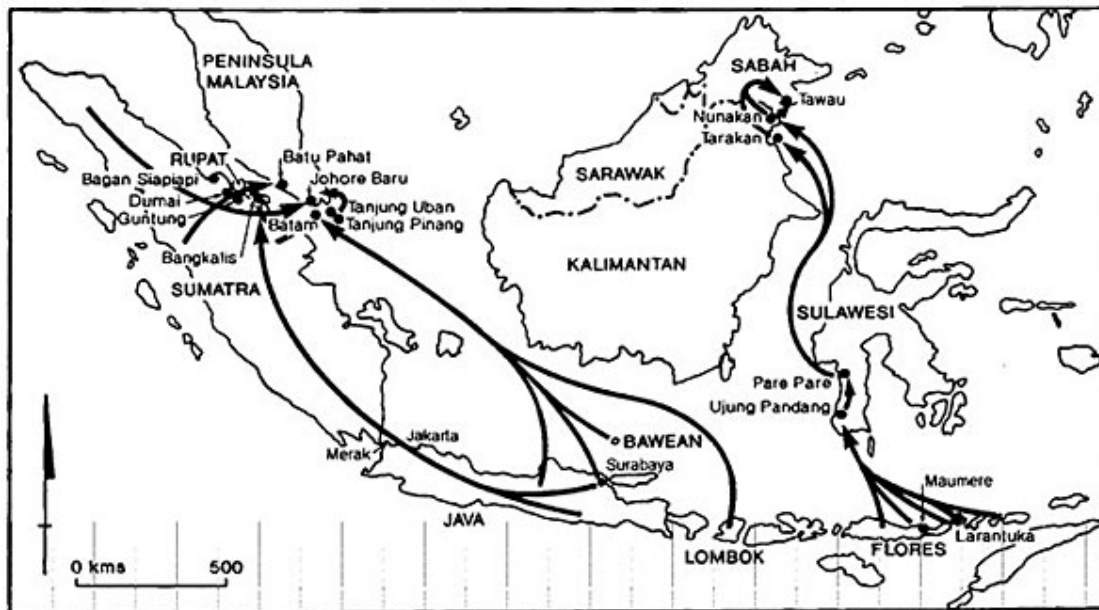 PENINSULA
MALAYSIA
SABAH
Tawau
Nunakan
Tarakan
RUPAT
Batu Pahat
Bagan Siapiapi
Johore Baru
SARAWAK
Dumai
Guntung
Tanjung Uban
Batam
Tanjung Pinang
Bangkalis
KALIMANTAN
SUMATRA
SULAWESI
Pare Pare
Ujung Pandang
Jakarta
BAWEAN
Merak
Surabaya
Maumere
JAVA
LOMBOK
FLORES
Larantuka
0 kms 500